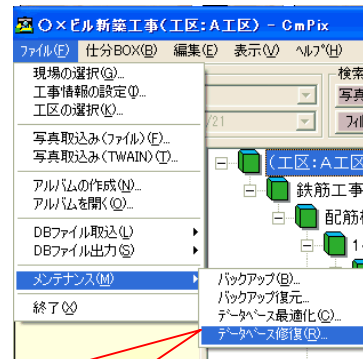 〇×ビル新築工事(工区:A工区) - CmPix
ファイル(F) 仕分BOX(B) 編集(E) 表示(V) ヘルプ(H)
現場の選択(G)...
工事情報の設定(I)...
工区の選択(K)...
写真取込み(ファイル)(F)...
写真取込み(TWAIN)(T)...
アルバムの作成(N)...
アルバムを開く(O)...
DBファイル取込(L)
DBファイル出力(S)
メンテナンス(M)
終了(X)
バックアップ(B)...
バックアップ復元...
データベース最適化(C)...
データベース修復(R)...
検索
写真
/21
フィル
(工区:A工区
鉄筋工事
配筋
1